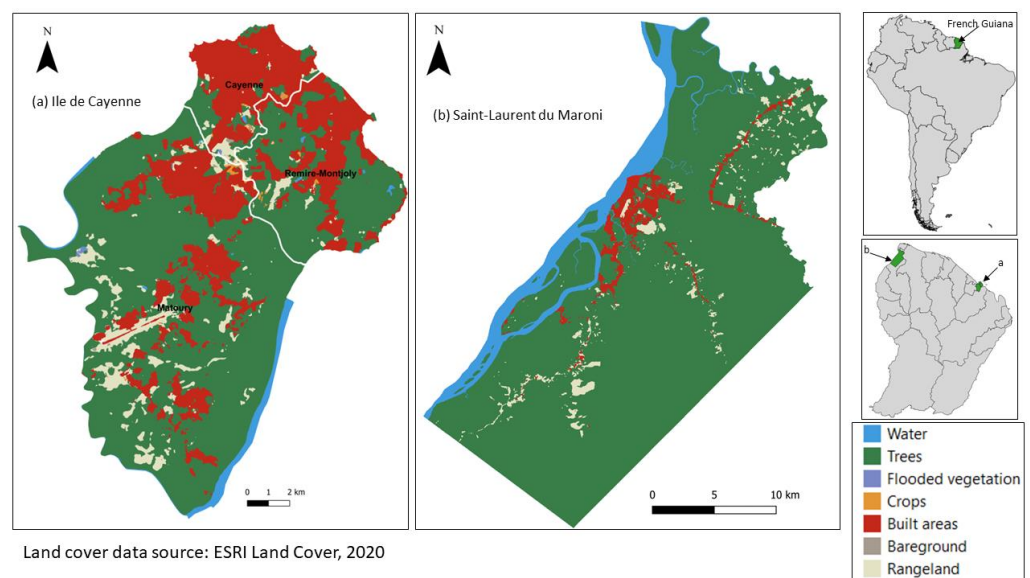 N
(a) Ile de Cayenne
Cayenne
Remire-Montjoly
Matoury
0 1 2 km
N
(b) Saint-Laurent du Maroni
0 5 10 km
French Guiana
b
a
Water
Trees
Flooded vegetation
Crops
Built areas
Bareground
Rangeland
Land cover data source: ESRI Land Cover, 2020